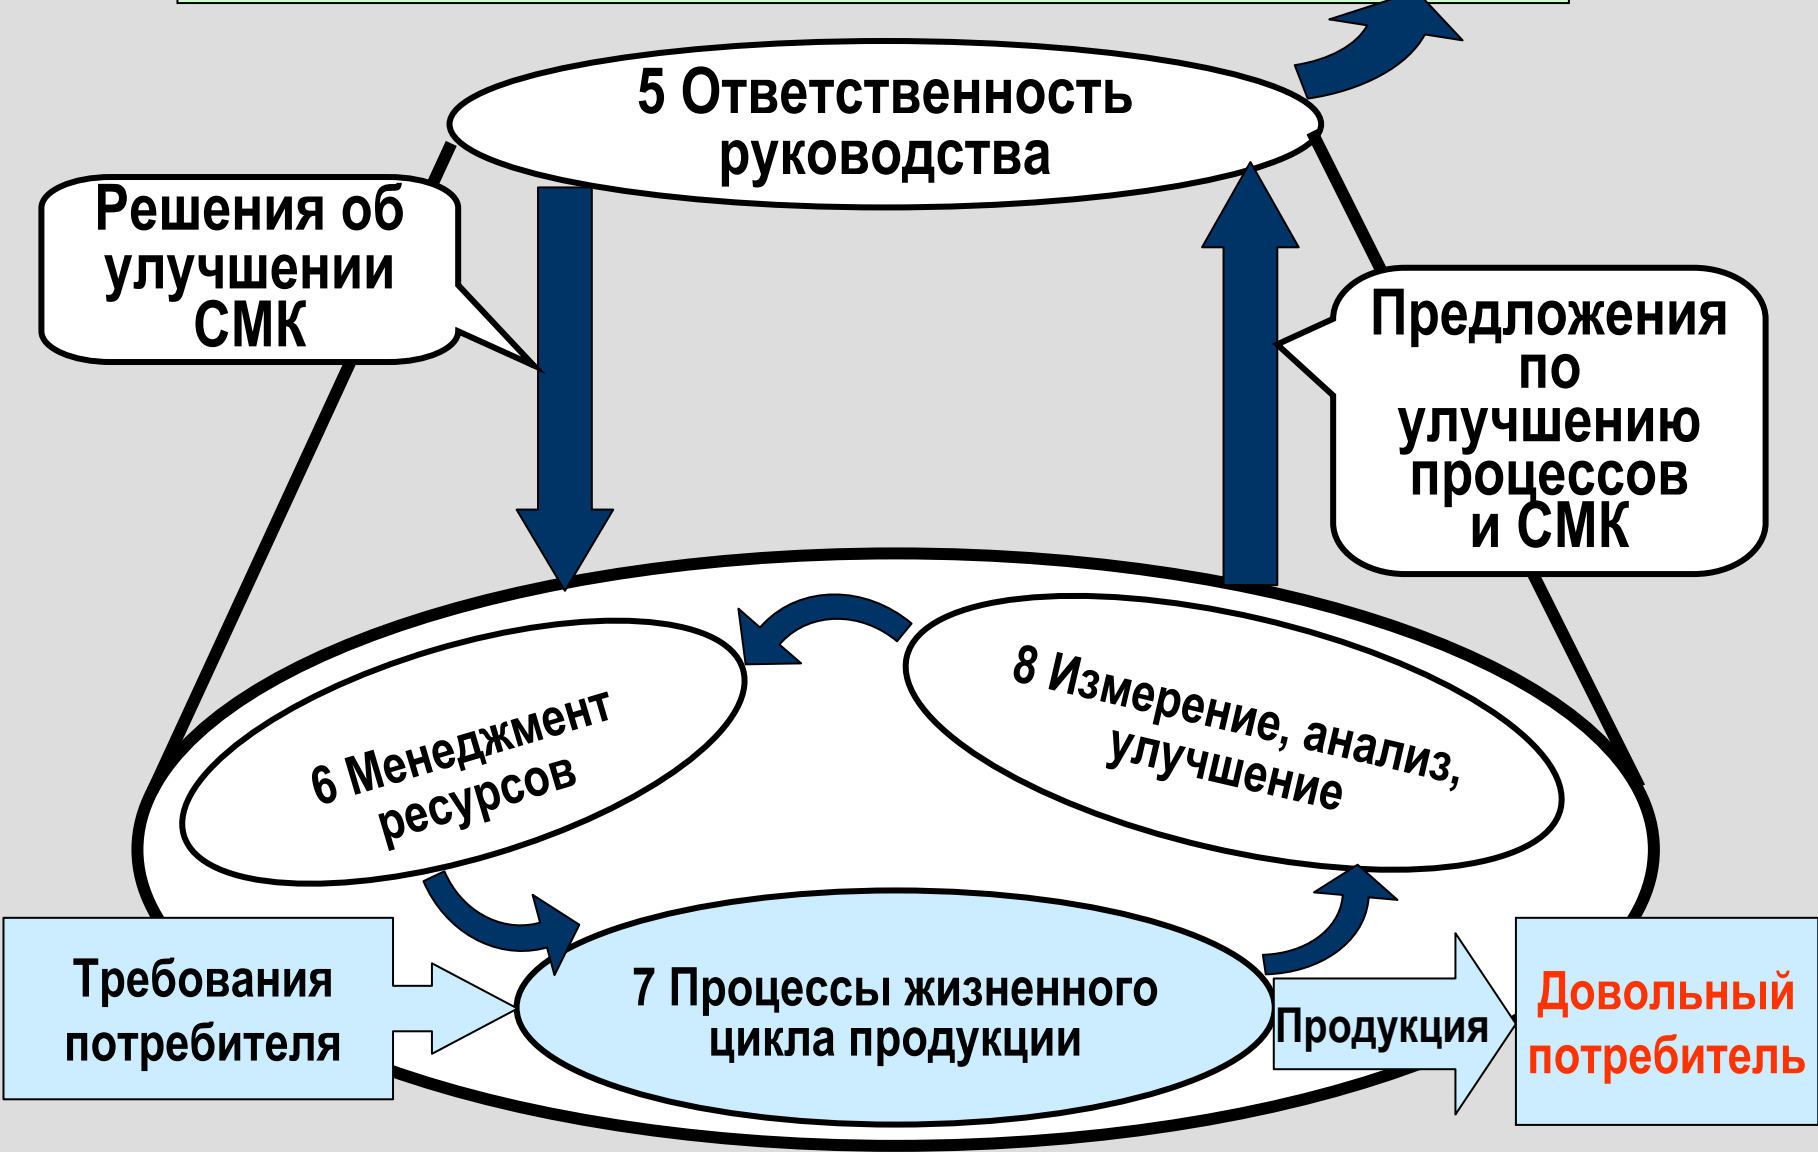 5 Ответственность
руководства
Решения об
улучшении
СМК
Предложения
по
улучшению
процессов
и СМК
6 Менеджмент
ресурсов
8 Измерение, анализ,
улучшение
Требования
потребителя
7 Процессы жизненного
цикла продукции
Продукция
Довольный
потребитель